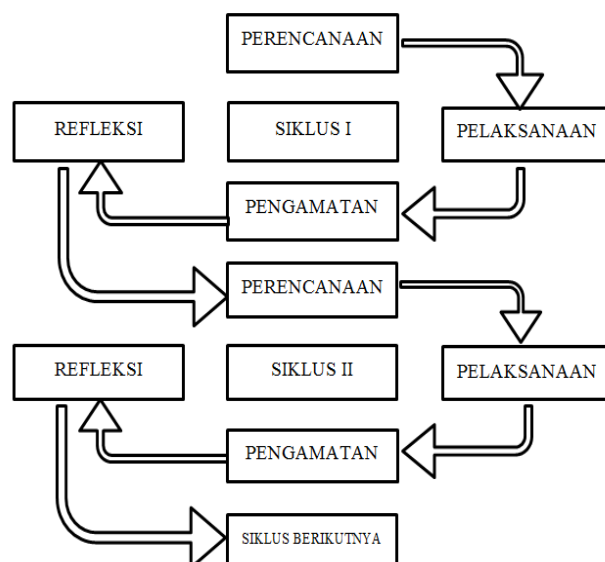 PERENCANAAN
REFLEKSI
SIKLUS I
PELAKSANAAN
PENGAMATAN
PERENCANAAN
REFLEKSI
SIKLUS II
PELAKSANAAN
PENGAMATAN
SIKLUS BERIKUTNYA